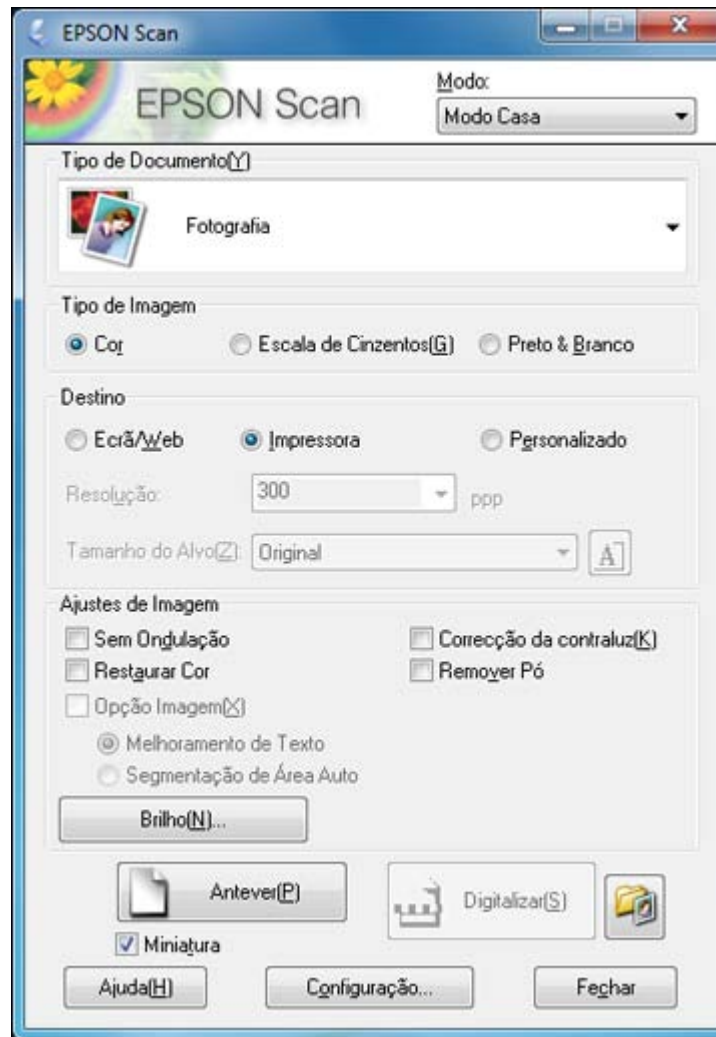 EPSON Scan
EPSON Scan
Modo:
Modo Casa
Tipo de Documento(Y)
Fotografia
Tipo de Imagem
Cor Escala de Cinzentos(G) Preto & Branco
Destino
Ecrã/Web Impressora Personalizado
Resolução: 300 ppp
Tamanho do Alvo(Z): Original A
Ajustes de Imagem
Sem Ondulação Correcção da contraluz(K)
Restaurar Cor Remover Pó
Opção Imagem(X)
Melhoramento de Texto
Segmentação de Área Auto
Brilho(N)...
Antever(P) Digitalizar(S)
Miniatura
Ajuda(H) Configuração... Fechar